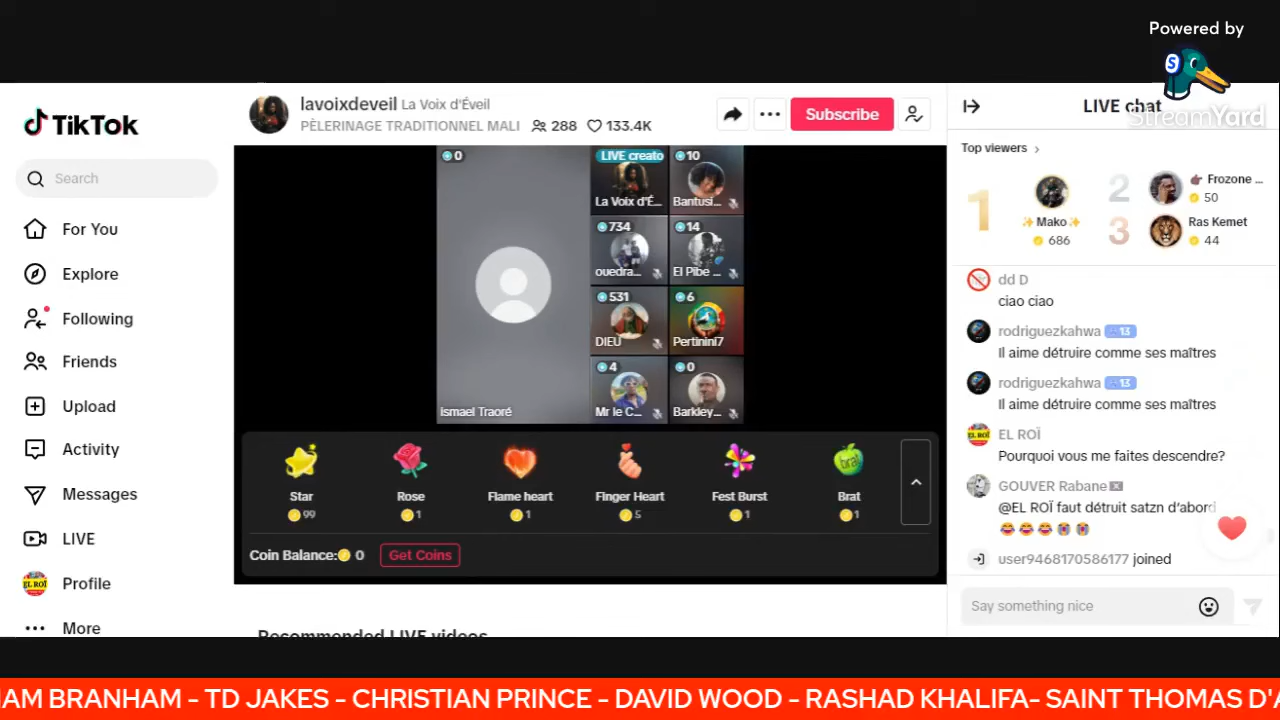 Powered by
StreamYard
TikTok
Search
For You
Explore
Following
Friends
Upload
Activity
Messages
LIVE
Profile
More
lavoixdeveil La Voix d'Éveil
PÈLERINAGE TRADITIONNEL MALI 288 133.4K
Subscribe
0
ismael Traoré
LIVE creato
La Voix d'É...
10
Bantusi...
734
ouedra...
14
El Pibe ...
531
DIEU
6
Pertinini7
4
Mr le C...
0
Barkley...
Star
99
Rose
1
Flame heart
1
Finger Heart
5
Fest Burst
1
Brat
1
Coin Balance: 0 Get Coins
Recommended LIVE videos
LIVE chat
Top viewers
1
Mako
686
2
Frozone ...
50
3
Ras Kemet
44
dd D
ciao ciao
rodriguezkahwa 13
Il aime détruire comme ses maîtres
rodriguezkahwa 13
Il aime détruire comme ses maîtres
EL ROÏ
Pourquoi vous me faites descendre?
GOUVER Rabane
@EL ROÏ faut détruit satzn d'abord
😂😂😂😭😭
user9468170586177 joined
Say something nice
IAM BRANHAM - TD JAKES - CHRISTIAN PRINCE - DAVID WOOD - RASHAD KHALIFA- SAINT THOMAS D'A